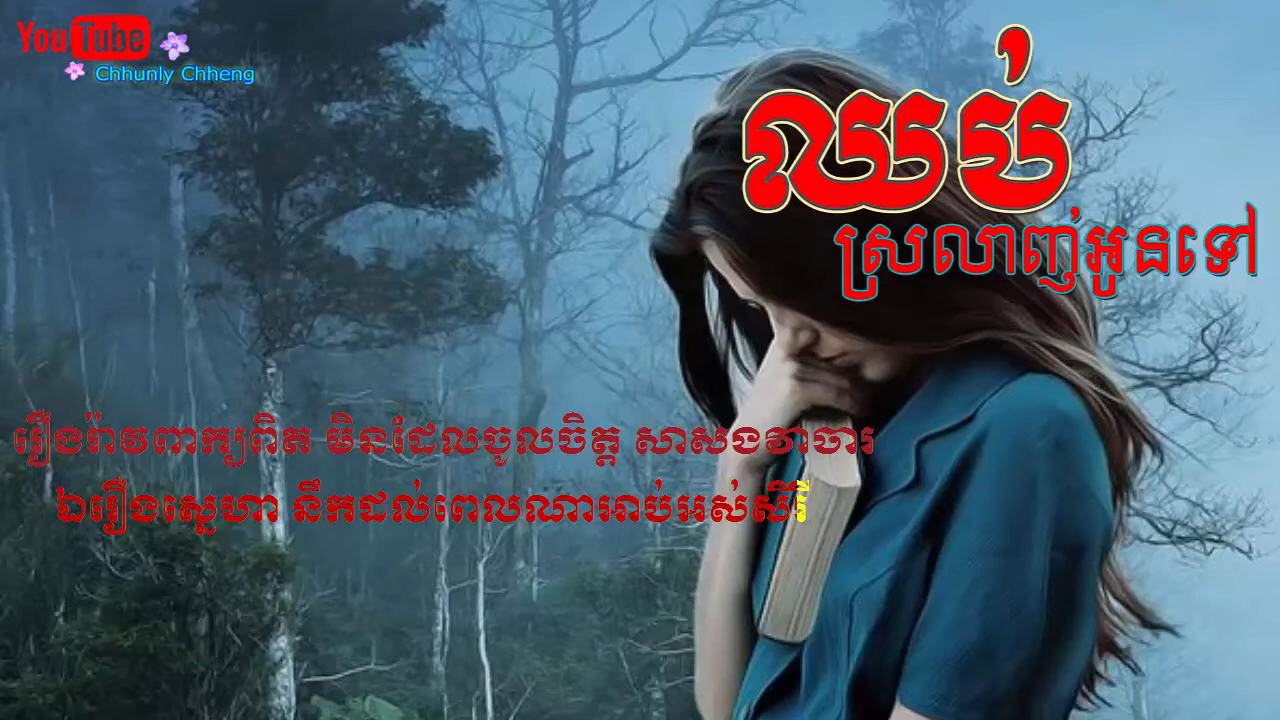 YouTube
Chhunly Chheng
ឈប់
ស្រលាញ់អូនទៅ
រឿងរ៉ាវពាក្យពិត មិនដែលចូលចិត្ត សាសងវាចារ
ឯរឿងស្នេហា នឹកដល់ពេលណាអាប់អស់សិរី